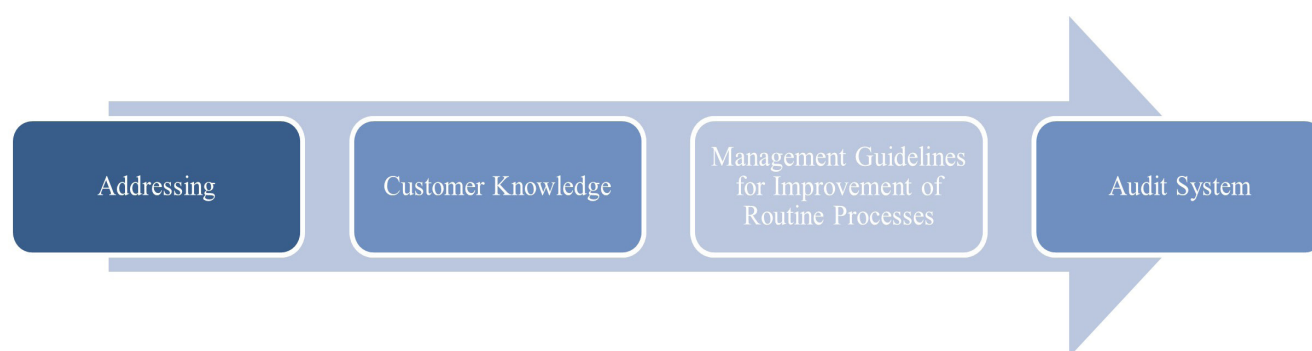 Addressing
Customer Knowledge
Management Guidelines
for Improvement of
Routine Processes
Audit System